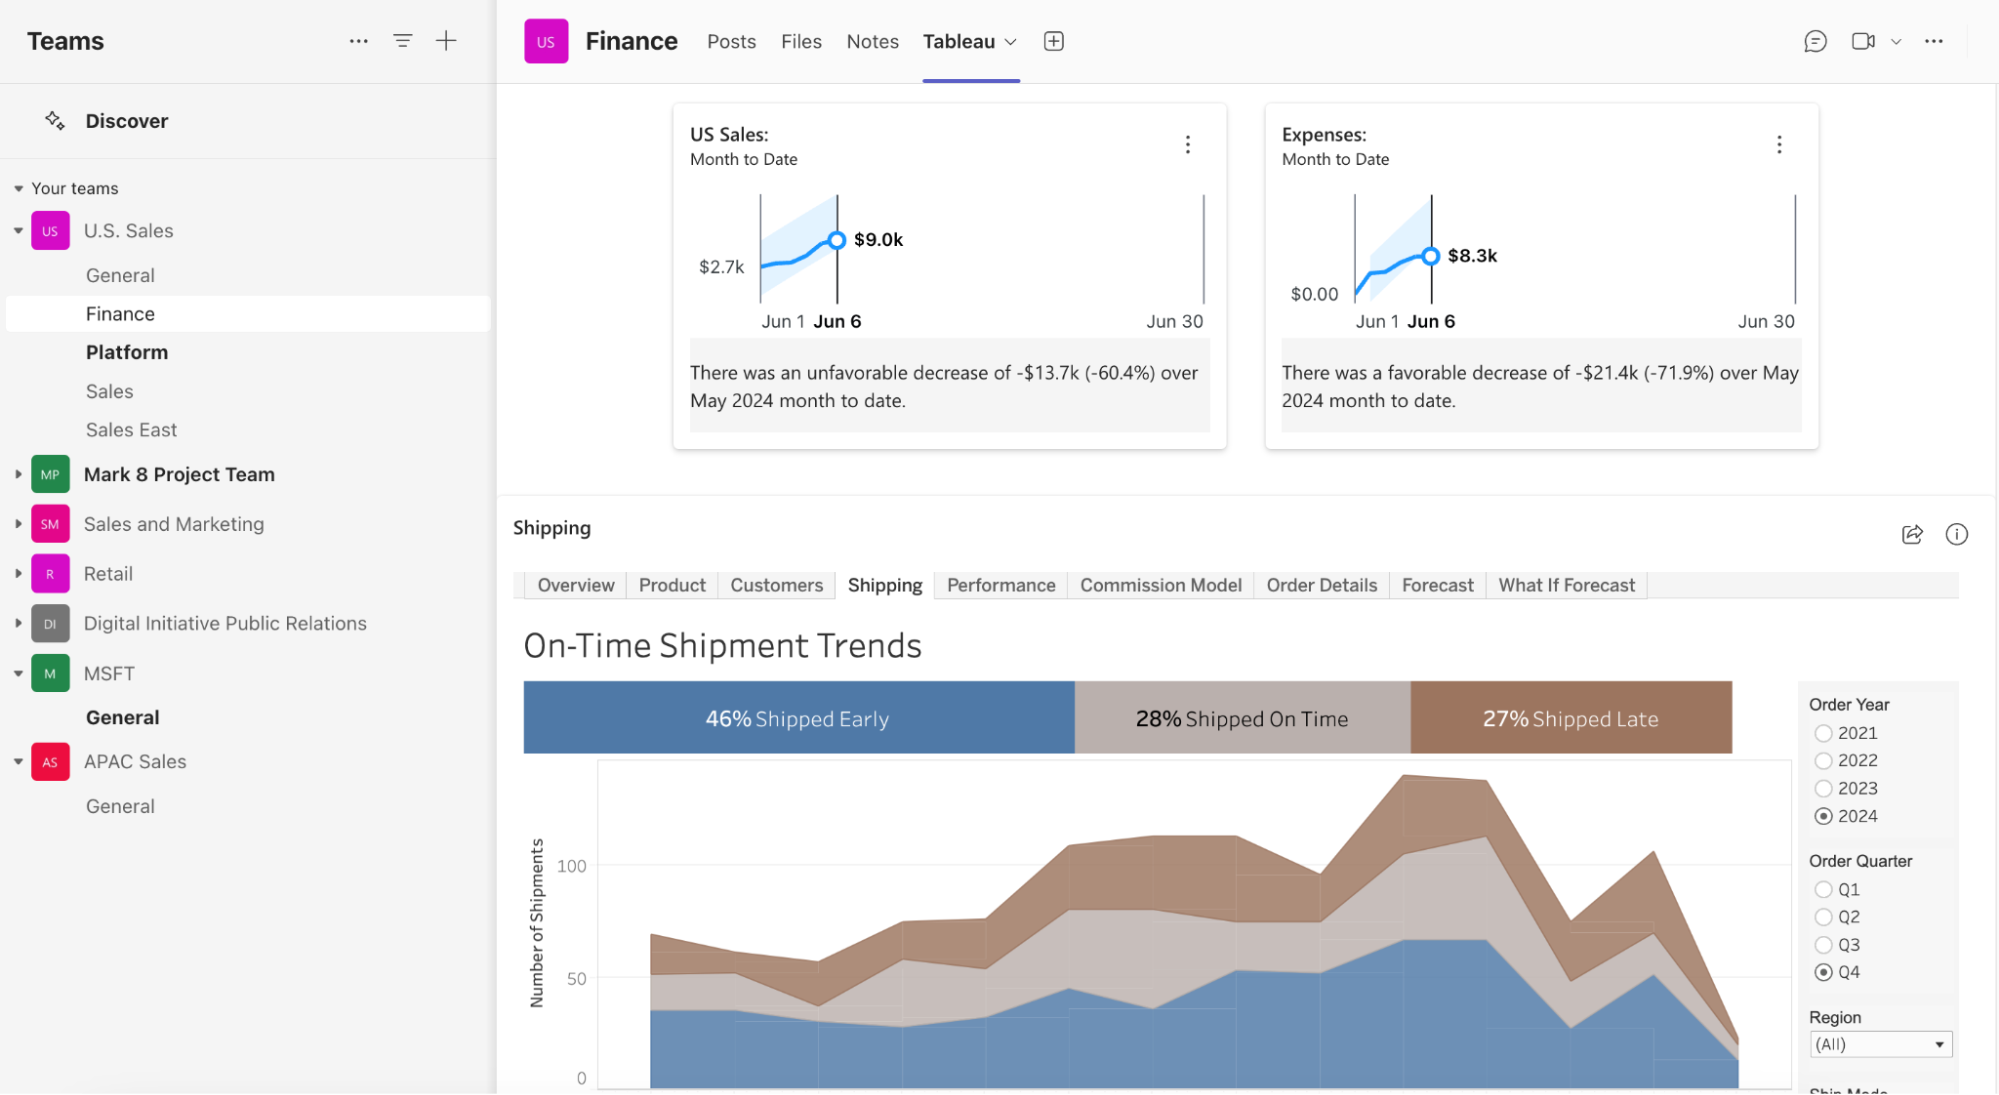 Teams
Discover
Your teams
US U.S. Sales
General
Finance
Platform
Sales
Sales East
MP Mark 8 Project Team
SM Sales and Marketing
R Retail
DI Digital Initiative Public Relations
M MSFT
General
AS APAC Sales
General
US Finance Posts Files Notes Tableau
US Sales:
Month to Date
$9.0k
$2.7k
Jun 1 Jun 6 Jun 30
There was an unfavorable decrease of -$13.7k (-60.4%) over
May 2024 month to date.
Expenses:
Month to Date
$8.3k
$0.00
Jun 1 Jun 6 Jun 30
There was a favorable decrease of -$21.4k (-71.9%) over May
2024 month to date.
Shipping
Overview Product Customers Shipping Performance Commission Model Order Details Forecast What If Forecast
On-Time Shipment Trends
46% Shipped Early 28% Shipped On Time 27% Shipped Late
Number of Shipments
100
50
0
Order Year
2021
2022
2023
2024
Order Quarter
Q1
Q2
Q3
Q4
Region
(All)